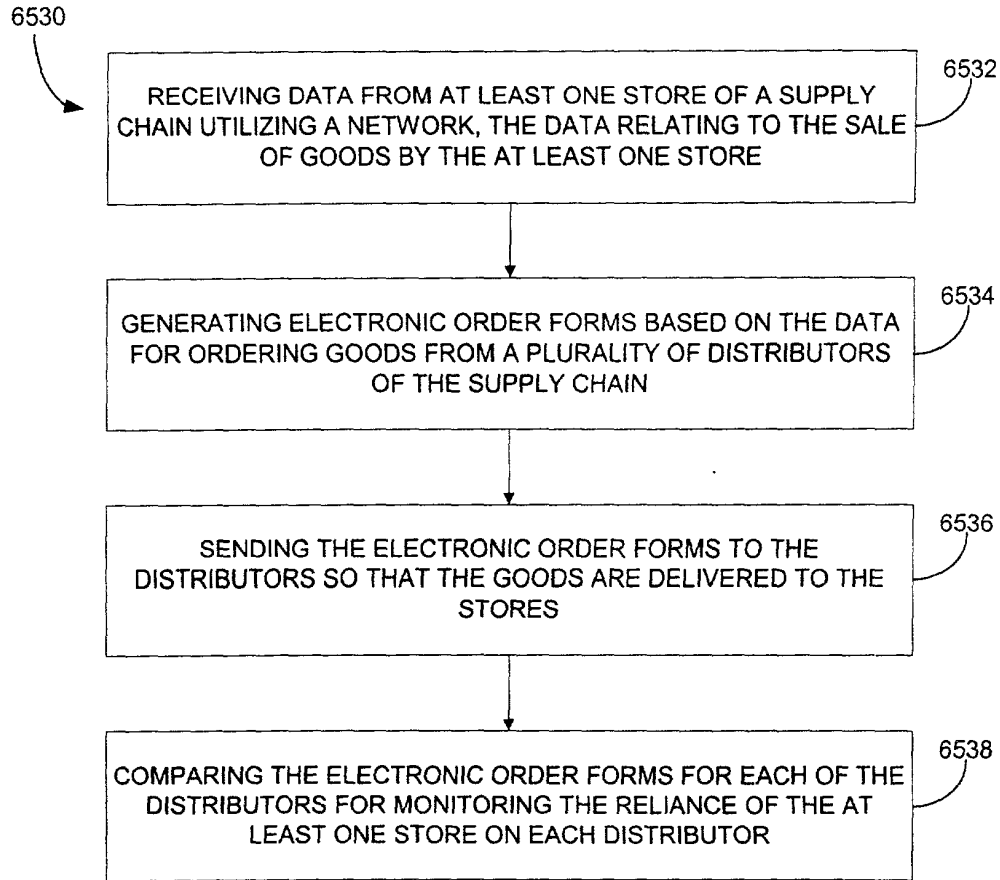 6530
RECEIVING DATA FROM AT LEAST ONE STORE OF A SUPPLY
CHAIN UTILIZING A NETWORK, THE DATA RELATING TO THE SALE
OF GOODS BY THE AT LEAST ONE STORE
6532
GENERATING ELECTRONIC ORDER FORMS BASED ON THE DATA
FOR ORDERING GOODS FROM A PLURALITY OF DISTRIBUTORS
OF THE SUPPLY CHAIN
6534
SENDING THE ELECTRONIC ORDER FORMS TO THE
DISTRIBUTORS SO THAT THE GOODS ARE DELIVERED TO THE
STORES
6536
COMPARING THE ELECTRONIC ORDER FORMS FOR EACH OF THE
DISTRIBUTORS FOR MONITORING THE RELIANCE OF THE AT
LEAST ONE STORE ON EACH DISTRIBUTOR
6538